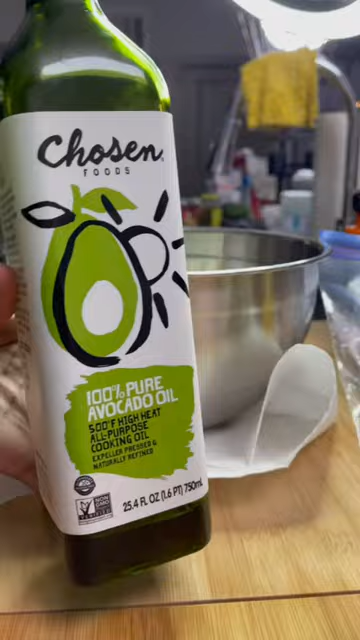 Chosen
FOODS
100% PURE
AVOCADO OIL
500°F HIGH HEAT
ALL-PURPOSE
COOKING OIL
EXPELLER PRESSED &
NATURALLY REFINED
25.4 FL OZ (1.6 PT) 750mL